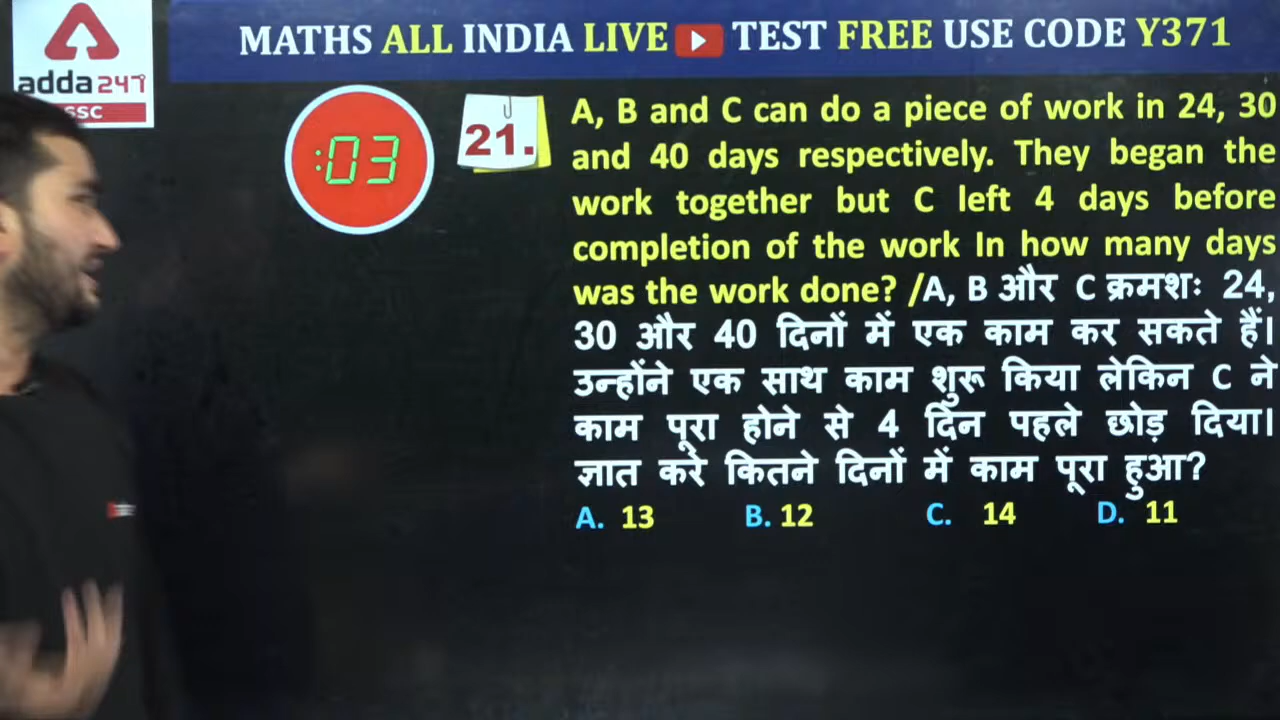 MATHS ALL INDIA LIVE TEST FREE USE CODE Y371
adda247
SSC
:03
21.
A, B and C can do a piece of work in 24, 30
and 40 days respectively. They began the
work together but C left 4 days before
completion of the work In how many days
was the work done? /A, B और C क्रमशः 24,
30 और 40 दिनों में एक काम कर सकते हैं।
उन्होंने एक साथ काम शुरू किया लेकिन C ने
काम पूरा होने से 4 दिन पहले छोड़ दिया।
ज्ञात करे कितने दिनों में काम पूरा हुआ?
A. 13 B. 12 C. 14 D. 11